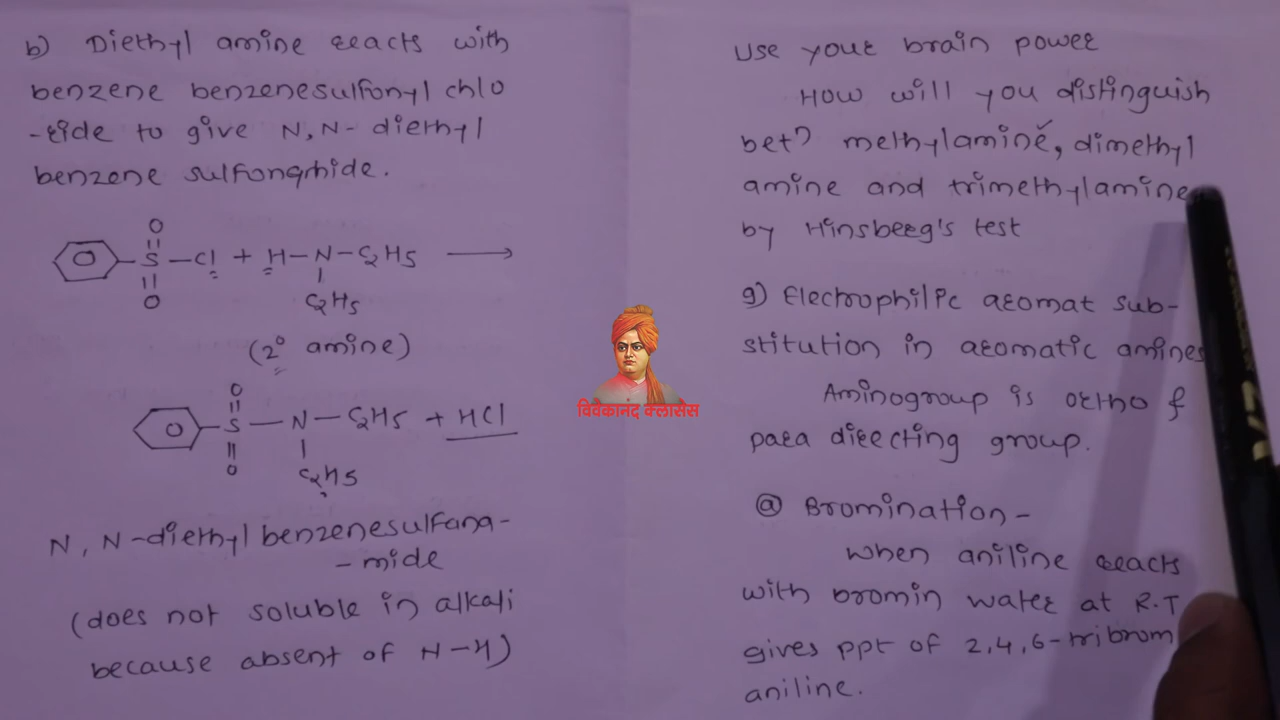 b) Diethyl amine reacts with
benzene benzenesulfonyl chlo
-ride to give N,N-diethyl
benzene sulfonamide.
O
S
Cl + H-N-C2H5 ⟶
O
C2H5
(2° amine)
O
S
N-C2H5 + HCl
O
C2H5
N, N-diethyl benzenesulfana-
-mide
(does not soluble in alkali
because absent of N-H)
Use your brain power
How will you distinguish
betn methylamine, dimethyl
amine and trimethylamine
by Hinsberg's test
g) Electrophilic aromat sub-
stitution in aromatic amines
Aminogroup is ortho &
para directing group.
ⓐ Bromination-
When aniline reacts
with bromin water at R.T
gives ppt of 2,4,6-tribrom
aniline.
विवेकानंद क्लासेस